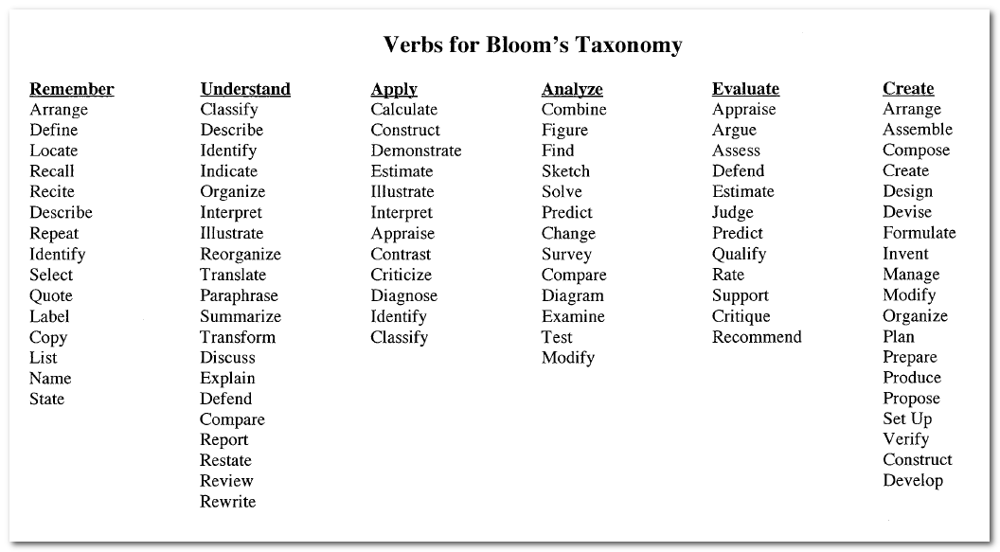 Verbs for Bloom's Taxonomy
Remember
Arrange
Define
Locate
Recall
Recite
Describe
Repeat
Identify
Select
Quote
Label
Copy
List
Name
State
Understand
Classify
Describe
Identify
Indicate
Organize
Interpret
Illustrate
Reorganize
Translate
Paraphrase
Summarize
Transform
Discuss
Explain
Defend
Compare
Report
Restate
Review
Rewrite
Apply
Calculate
Construct
Demonstrate
Estimate
Illustrate
Interpret
Appraise
Contrast
Criticize
Diagnose
Identify
Classify
Analyze
Combine
Figure
Find
Sketch
Solve
Predict
Change
Survey
Compare
Diagram
Examine
Test
Modify
Evaluate
Appraise
Argue
Assess
Defend
Estimate
Judge
Predict
Qualify
Rate
Support
Critique
Recommend
Create
Arrange
Assemble
Compose
Create
Design
Devise
Formulate
Invent
Manage
Modify
Organize
Plan
Prepare
Produce
Propose
Set Up
Verify
Construct
Develop